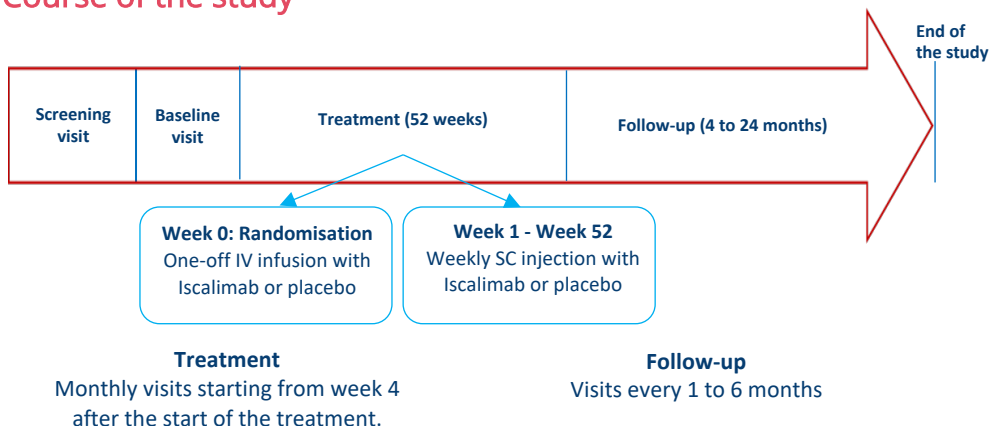 Course of the study
End of
the study
Screening
visit
Baseline
visit
Treatment (52 weeks)
Follow-up (4 to 24 months)
Week 0: Randomisation
One-off IV infusion with
Iscalimab or placebo
Week 1 - Week 52
Weekly SC injection with
Iscalimab or placebo
Treatment
Monthly visits starting from week 4
after the start of the treatment.
Follow-up
Visits every 1 to 6 months